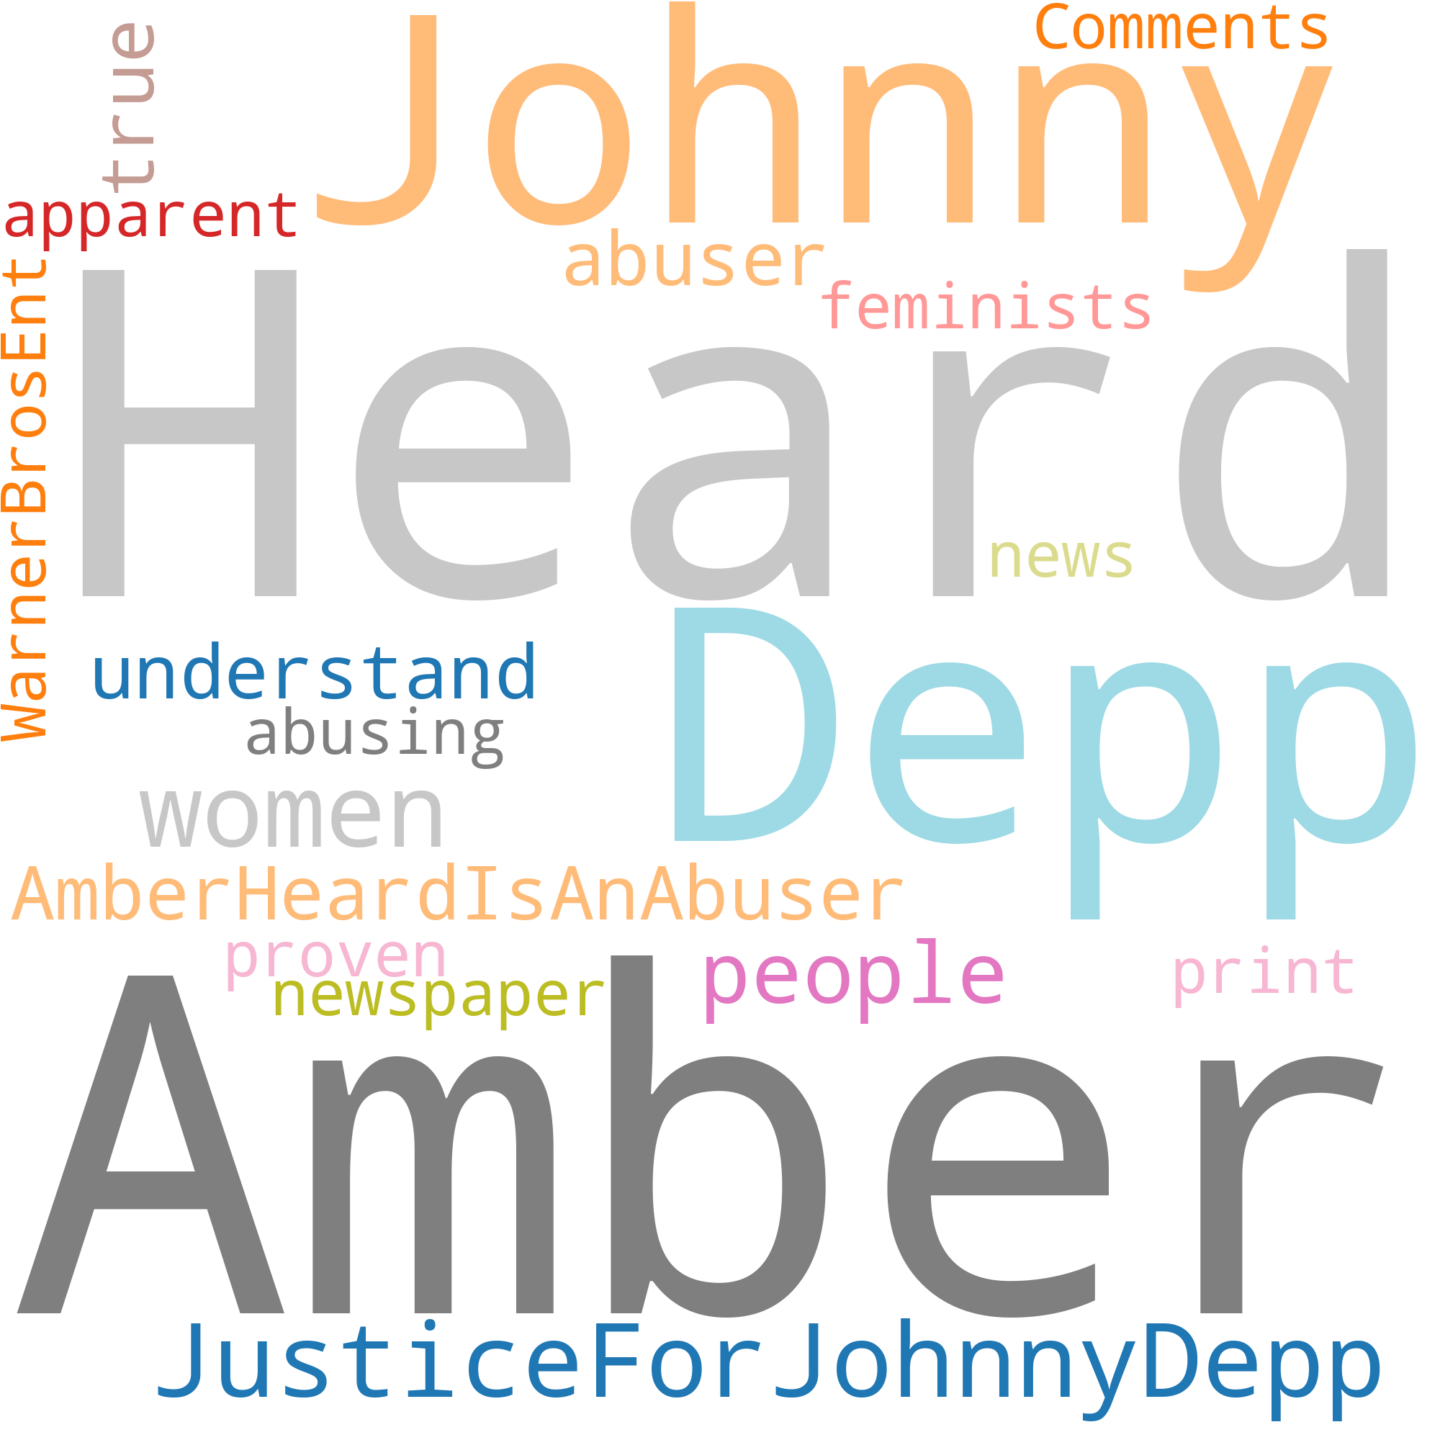 Comments
Johnny
true
apparent
abuser
feminists
WarnerBrosEnt
Heard
news
Depp
understand
abusing
women
AmberHeardIsAnAbuser
proven
people
print
newspaper
Amber
JusticeForJohnnyDepp